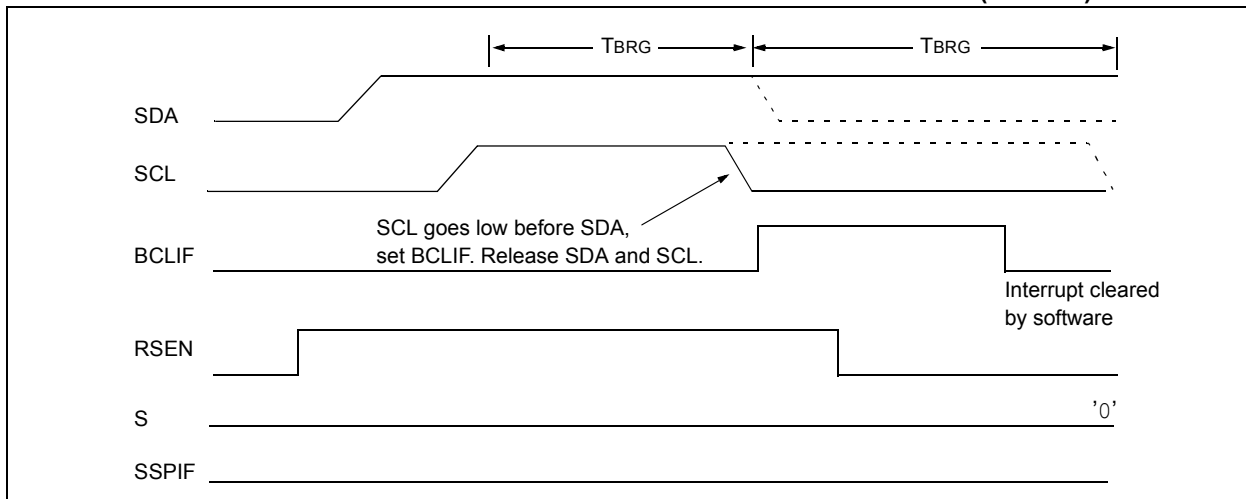 TBRG TBRG
SDA
SCL
SCL goes low before SDA,
set BCLIF. Release SDA and SCL.
BCLIF
Interrupt cleared
by software
RSEN
S '0'
SSPIF